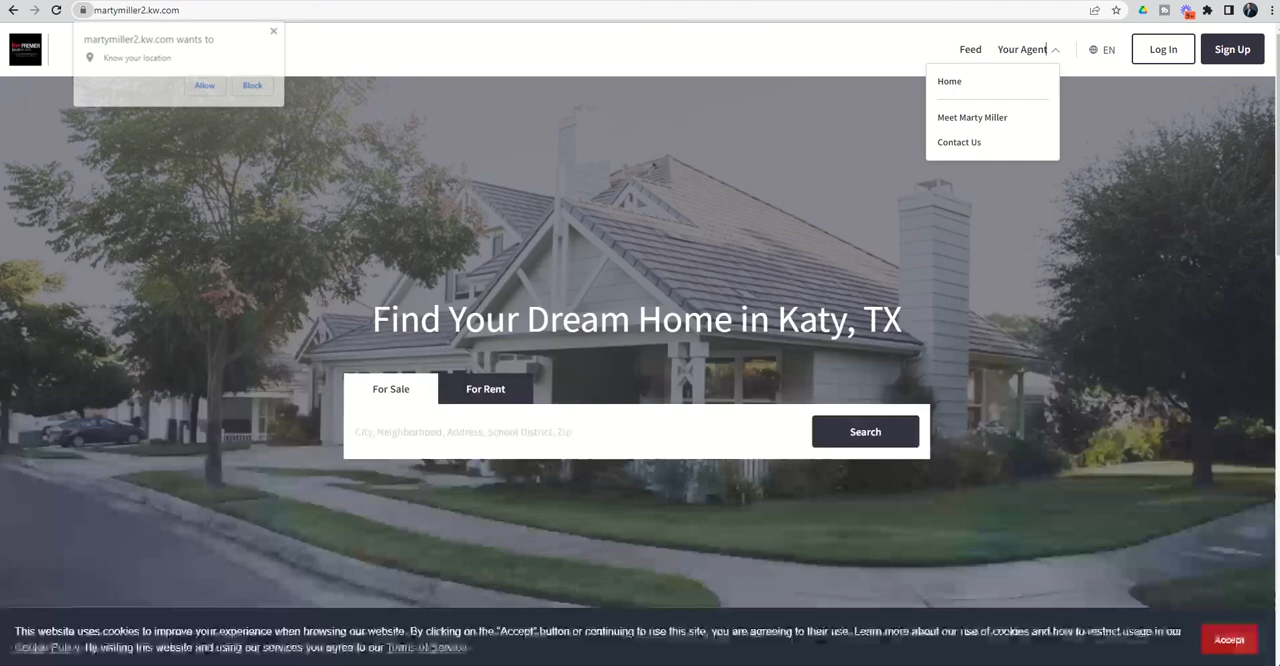 martymiller2.kw.com
martymiller2.kw.com wants to
Know your location
Allow Block
kw PREMIER
Feed Your Agent EN Log In Sign Up
Home
Meet Marty Miller
Contact Us
Find Your Dream Home in Katy, TX
For Sale For Rent
City, Neighborhood, Address, School District, Zip
Search
This website uses cookies to improve your experience when browsing our website. By clicking on the "Accept" button or continuing to use this site, you are agreeing to their use. Learn more about our use of cookies and how to restrict usage in our
Cookie Policy. By visiting this website and using our services you agree to our Terms of Service.
Accept